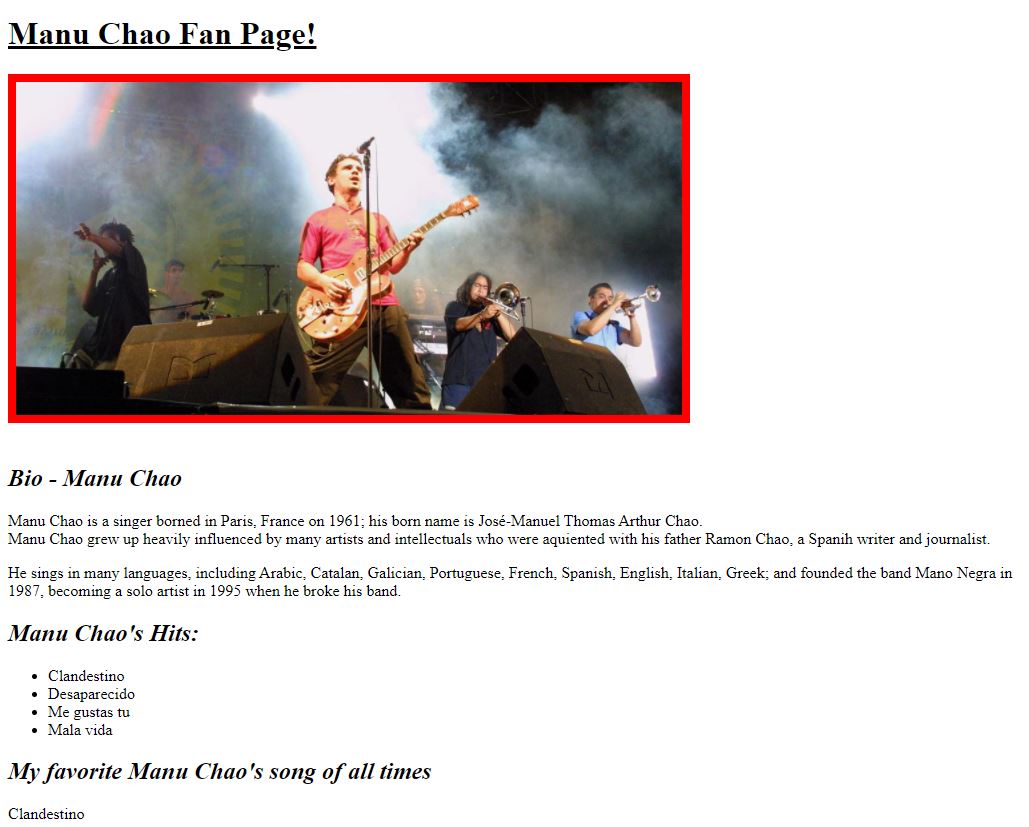 Manu Chao Fan Page!
Bio - Manu Chao
Manu Chao is a singer borned in Paris, France on 1961; his born name is José-Manuel Thomas Arthur Chao.
Manu Chao grew up heavily influenced by many artists and intellectuals who were aquiented with his father Ramon Chao, a Spanih writer and journalist.
He sings in many languages, including Arabic, Catalan, Galician, Portuguese, French, Spanish, English, Italian, Greek; and founded the band Mano Negra in
1987, becoming a solo artist in 1995 when he broke his band.
Manu Chao's Hits:
• Clandestino
• Desaparecido
• Me gustas tu
• Mala vida
My favorite Manu Chao's song of all times
Clandestino